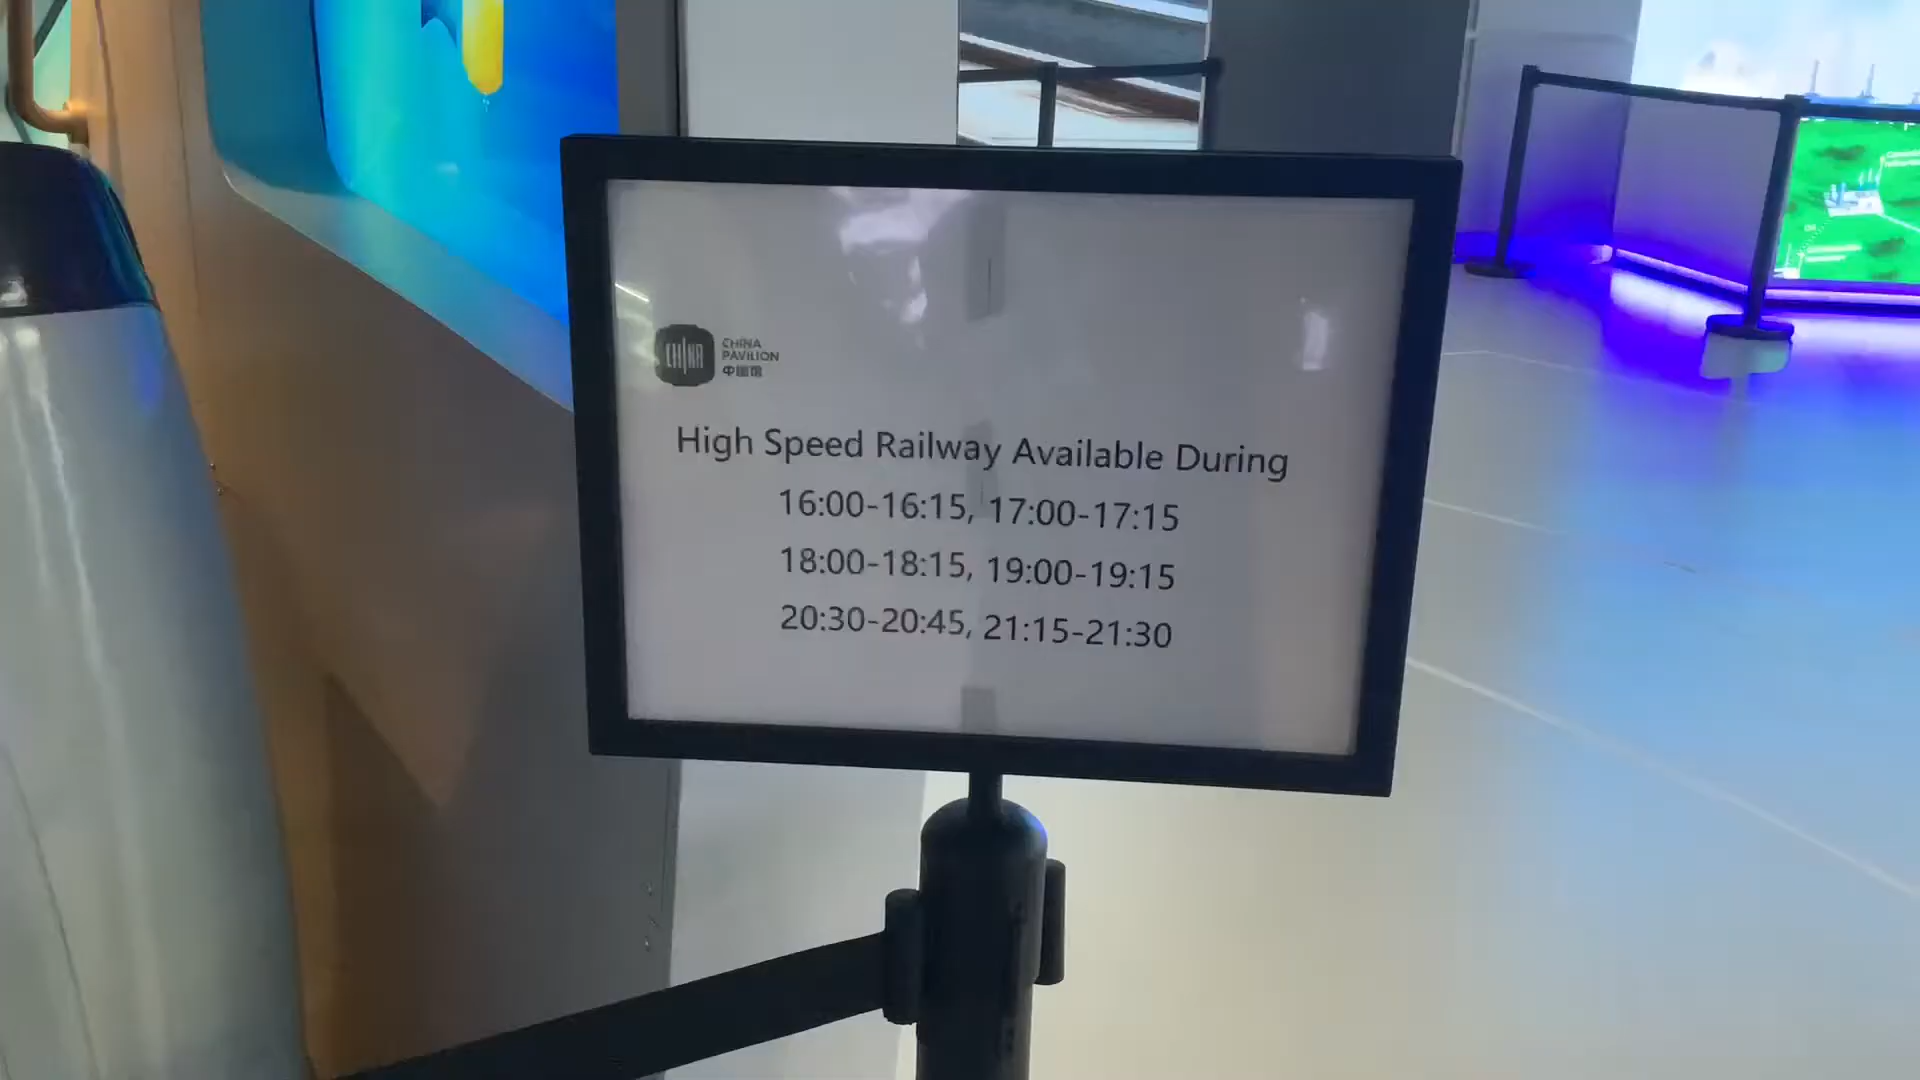 CHINA
CHINA
PAVILION
中国馆
High Speed Railway Available During
16:00-16:15, 17:00-17:15
18:00-18:15, 19:00-19:15
20:30-20:45, 21:15-21:30